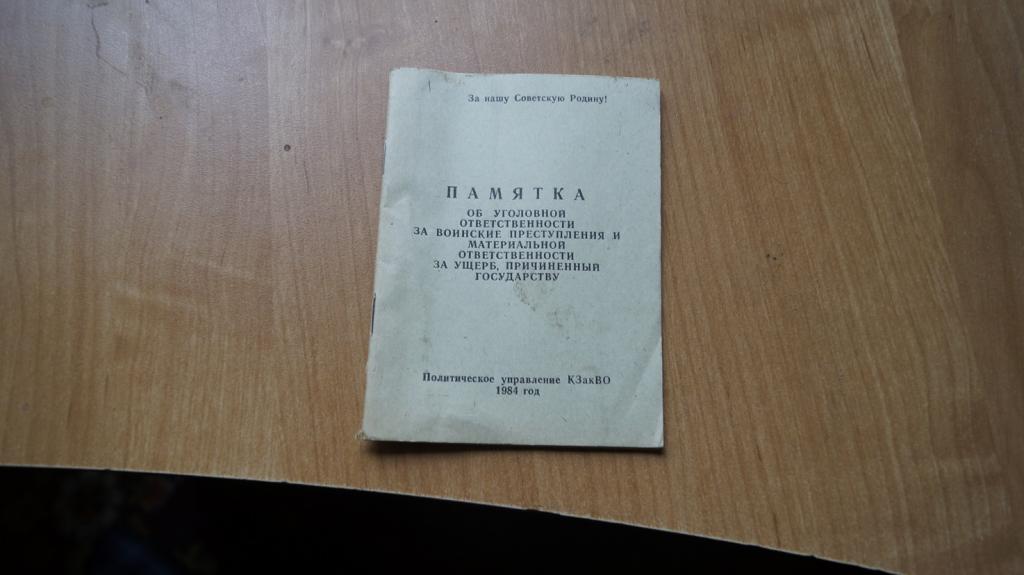 За нашу Советскую Родину!
ПАМЯТКА
ОБ УГОЛОВНОЙ
ОТВЕТСТВЕННОСТИ
ЗА ВОИНСКИЕ ПРЕСТУПЛЕНИЯ И
МАТЕРИАЛЬНОЙ
ОТВЕТСТВЕННОСТИ
ЗА УЩЕРБ, ПРИЧИНЕННЫЙ
ГОСУДАРСТВУ
Политическое управление КЗакВО
1984 год